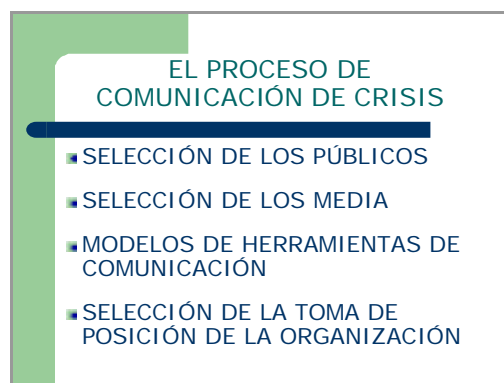 EL PROCESO DE
COMUNICACIÓN DE CRISIS
SELECCIÓN DE LOS PÚBLICOS
SELECCIÓN DE LOS MEDIA
MODELOS DE HERRAMIENTAS DE
COMUNICACIÓN
SELECCIÓN DE LA TOMA DE
POSICIÓN DE LA ORGANIZACIÓN